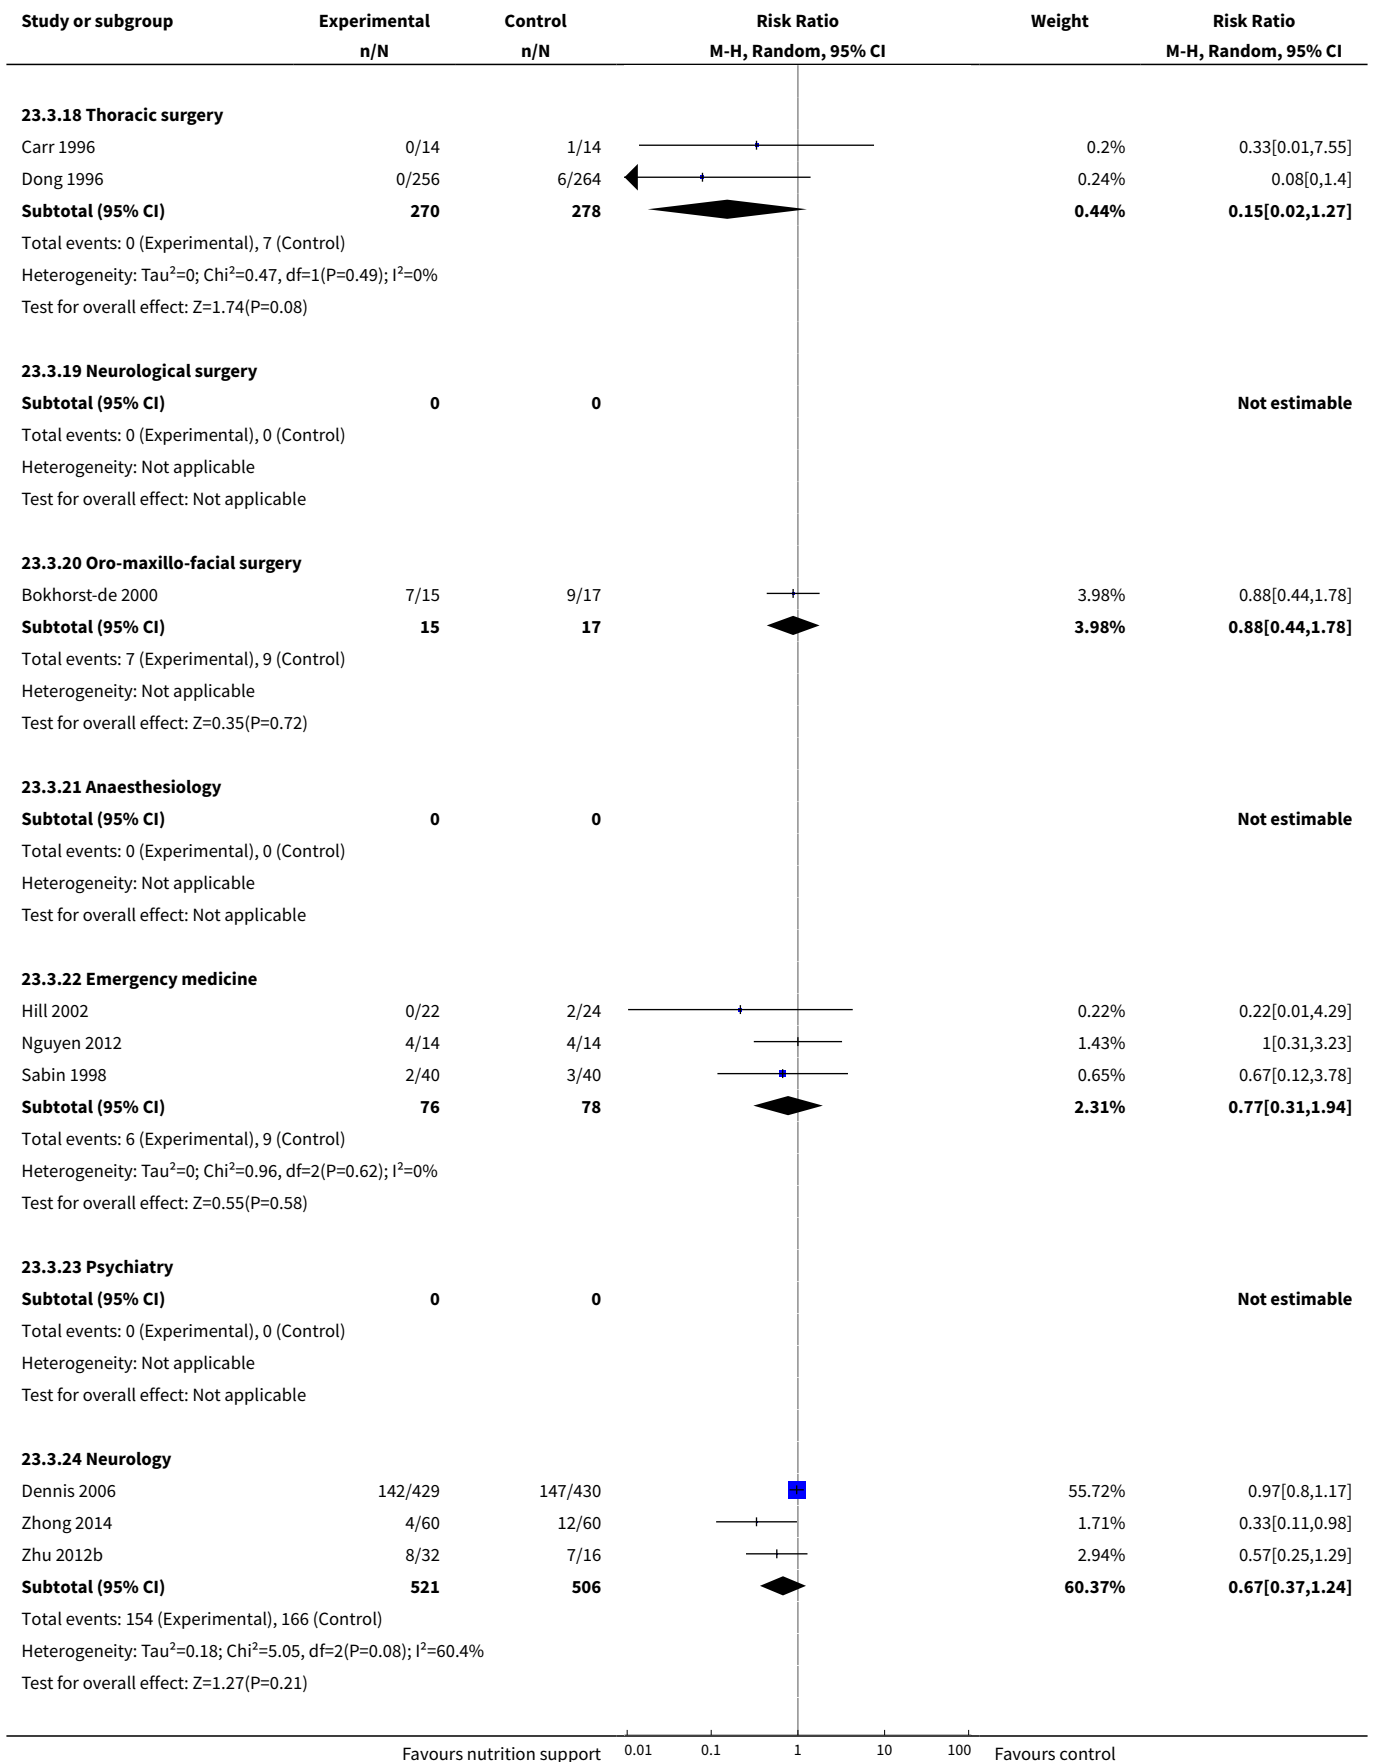 Study or subgroup Experimental Control Risk Ratio Weight Risk Ratio
n/N n/N M-H, Random, 95% CI M-H, Random, 95% CI
23.3.18 Thoracic surgery
Carr 1996 0/14 1/14 0.2% 0.33[0.01,7.55]
Dong 1996 0/256 6/264 0.24% 0.08[0,1.4]
Subtotal (95% CI) 270 278 0.44% 0.15[0.02,1.27]
Total events: 0 (Experimental), 7 (Control)
Heterogeneity: Tau²=0; Chi²=0.47, df=1(P=0.49); I²=0%
Test for overall effect: Z=1.74(P=0.08)
23.3.19 Neurological surgery
Subtotal (95% CI) 0 0 Not estimable
Total events: 0 (Experimental), 0 (Control)
Heterogeneity: Not applicable
Test for overall effect: Not applicable
23.3.20 Oro-maxillo-facial surgery
Bokhorst-de 2000 7/15 9/17 3.98% 0.88[0.44,1.78]
Subtotal (95% CI) 15 17 3.98% 0.88[0.44,1.78]
Total events: 7 (Experimental), 9 (Control)
Heterogeneity: Not applicable
Test for overall effect: Z=0.35(P=0.72)
23.3.21 Anaesthesiology
Subtotal (95% CI) 0 0 Not estimable
Total events: 0 (Experimental), 0 (Control)
Heterogeneity: Not applicable
Test for overall effect: Not applicable
23.3.22 Emergency medicine
Hill 2002 0/22 2/24 0.22% 0.22[0.01,4.29]
Nguyen 2012 4/14 4/14 1.43% 1[0.31,3.23]
Sabin 1998 2/40 3/40 0.65% 0.67[0.12,3.78]
Subtotal (95% CI) 76 78 2.31% 0.77[0.31,1.94]
Total events: 6 (Experimental), 9 (Control)
Heterogeneity: Tau²=0; Chi²=0.96, df=2(P=0.62); I²=0%
Test for overall effect: Z=0.55(P=0.58)
23.3.23 Psychiatry
Subtotal (95% CI) 0 0 Not estimable
Total events: 0 (Experimental), 0 (Control)
Heterogeneity: Not applicable
Test for overall effect: Not applicable
23.3.24 Neurology
Dennis 2006 142/429 147/430 55.72% 0.97[0.8,1.17]
Zhong 2014 4/60 12/60 1.71% 0.33[0.11,0.98]
Zhu 2012b 8/32 7/16 2.94% 0.57[0.25,1.29]
Subtotal (95% CI) 521 506 60.37% 0.67[0.37,1.24]
Total events: 154 (Experimental), 166 (Control)
Heterogeneity: Tau²=0.18; Chi²=5.05, df=2(P=0.08); I²=60.4%
Test for overall effect: Z=1.27(P=0.21)
Favours nutrition support 0.01 0.1 1 10 100 Favours control